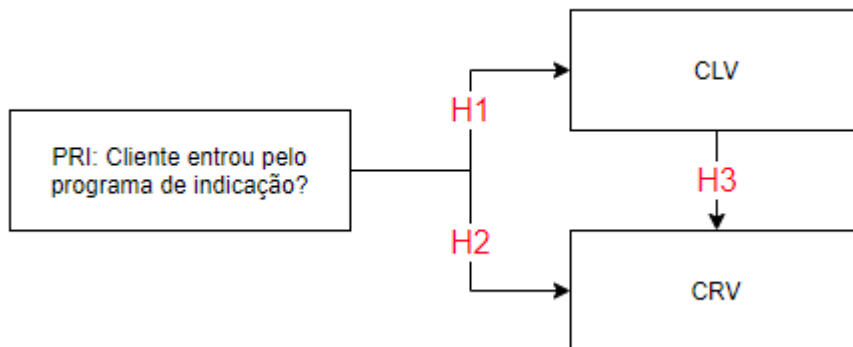 CLV
H1
PRI: Cliente entrou pelo
programa de indicação?
H3
H2
CRV